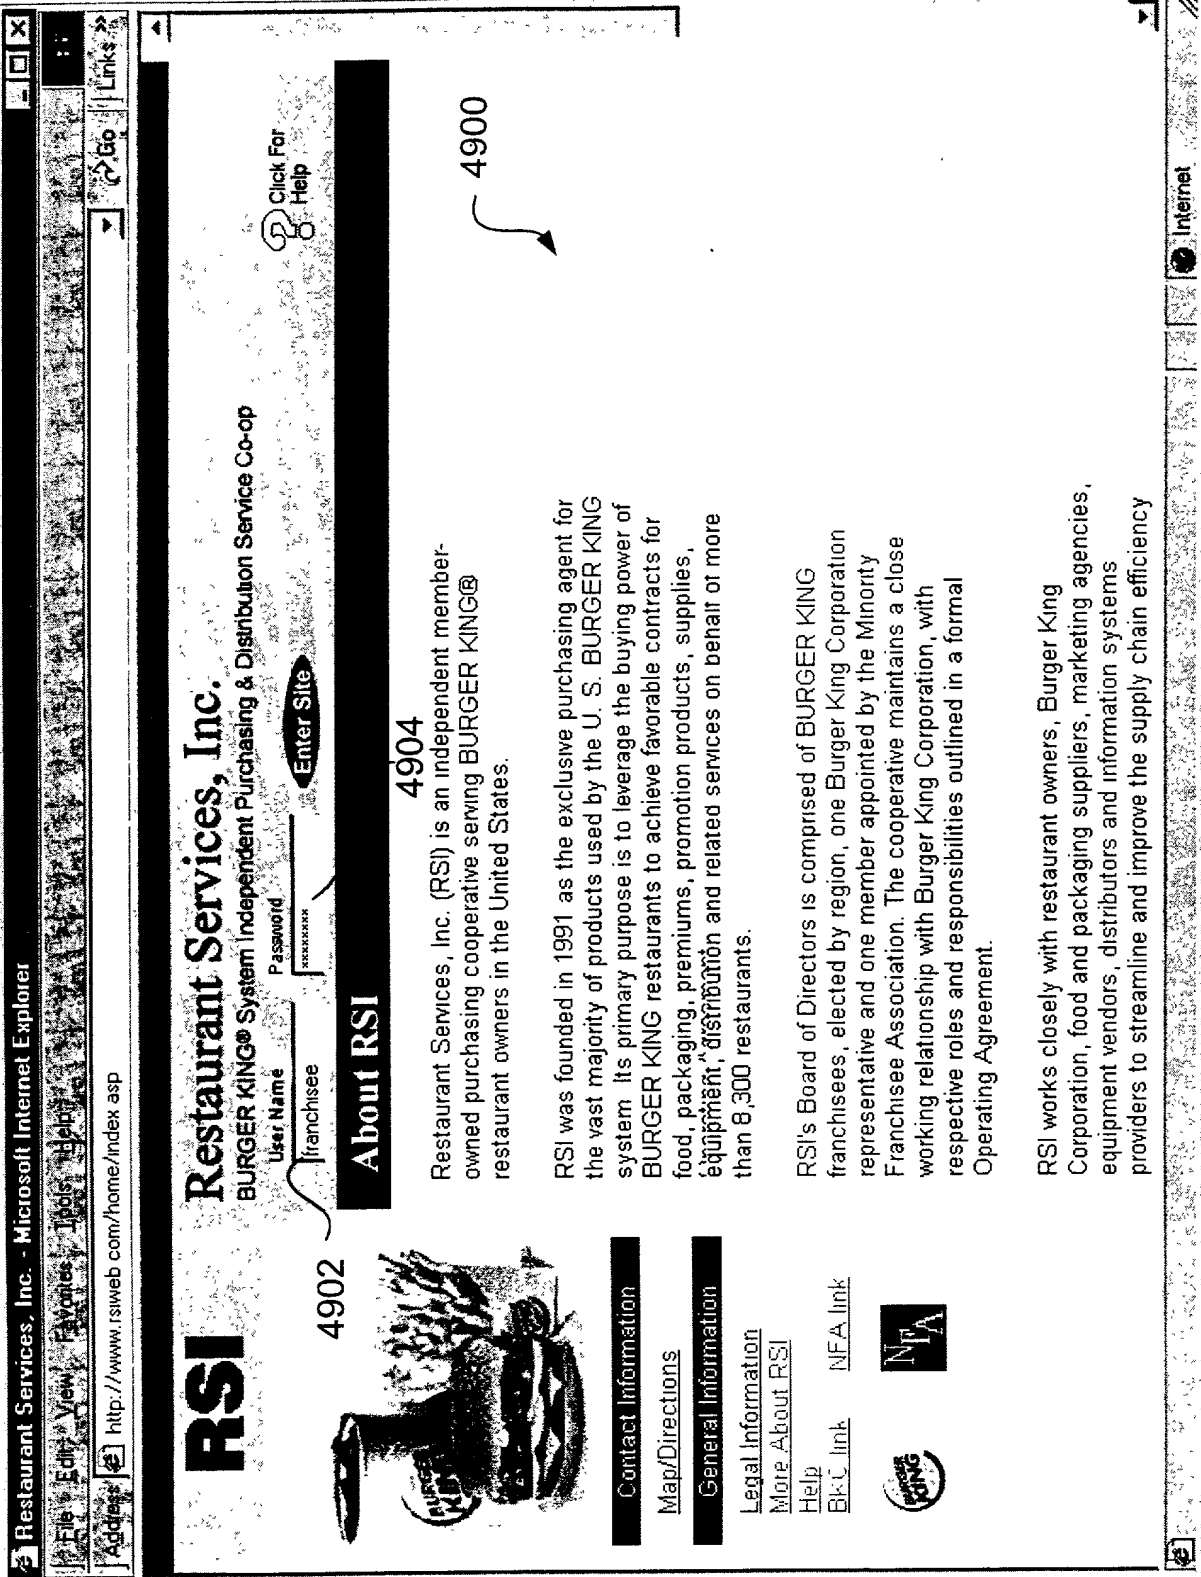 Restaurant Services, Inc. - Microsoft Internet Explorer
File Edit View Favorites Tools Help
Address http://www.rsiweb com/home/index asp Go Links »
RSI
Restaurant Services, Inc.
BURGER KING® System Independent Purchasing & Distribution Service Co-op
User Name Password
franchisee xxxxxxxx Enter Site
Click For
Help
4902
4904
4900
About RSI
Restaurant Services, Inc. (RSI) is an independent member-
owned purchasing cooperative serving BURGER KING®
restaurant owners in the United States.
RSI was founded in 1991 as the exclusive purchasing agent for
the vast majority of products used by the U. S. BURGER KING
system Its primary purpose is to leverage the buying power of
BURGER KING restaurants to achieve favorable contracts for
food, packaging, premiums, promotion products, supplies,
equipment, distribution and related services on behalf of more
than 8,300 restaurants.
RSI's Board of Directors is comprised of BURGER KING
franchisees, elected by region, one Burger King Corporation
representative and one member appointed by the Minority
Franchisee Association. The cooperative maintains a close
working relationship with Burger King Corporation, with
respective roles and responsibilities outlined in a formal
Operating Agreement.
RSI works closely with restaurant owners, Burger King
Corporation, food and packaging suppliers, marketing agencies,
equipment vendors, distributors and information systems
providers to streamline and improve the supply chain efficiency
BURGER KING
Contact Information
Map/Directions
General Information
Legal Information
More About RSI
Help
BKC link NFA link
BURGER KING
NFA
Internet